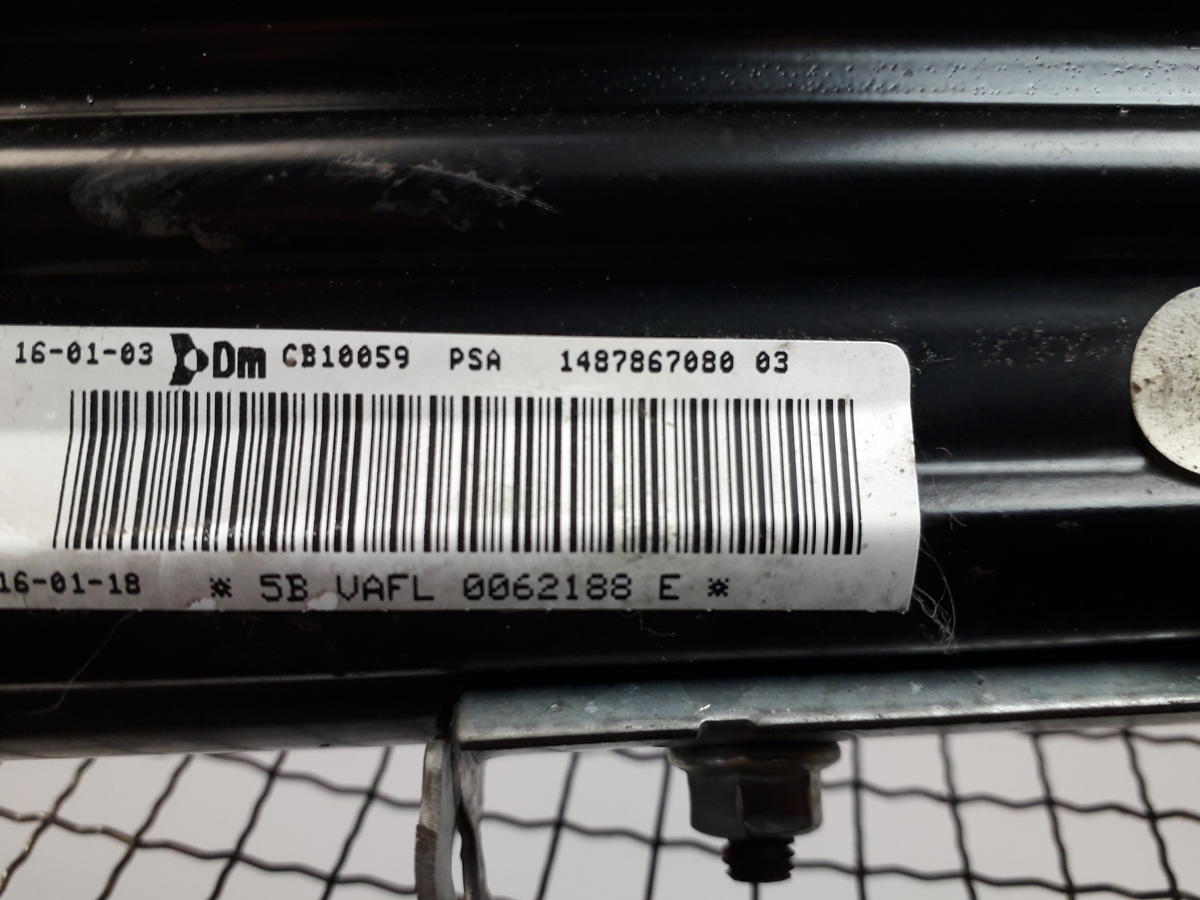 16-01-03 Dm CB10059 PSA 1487867080 03
16-01-18 * 5B VAFL 0062188 E *